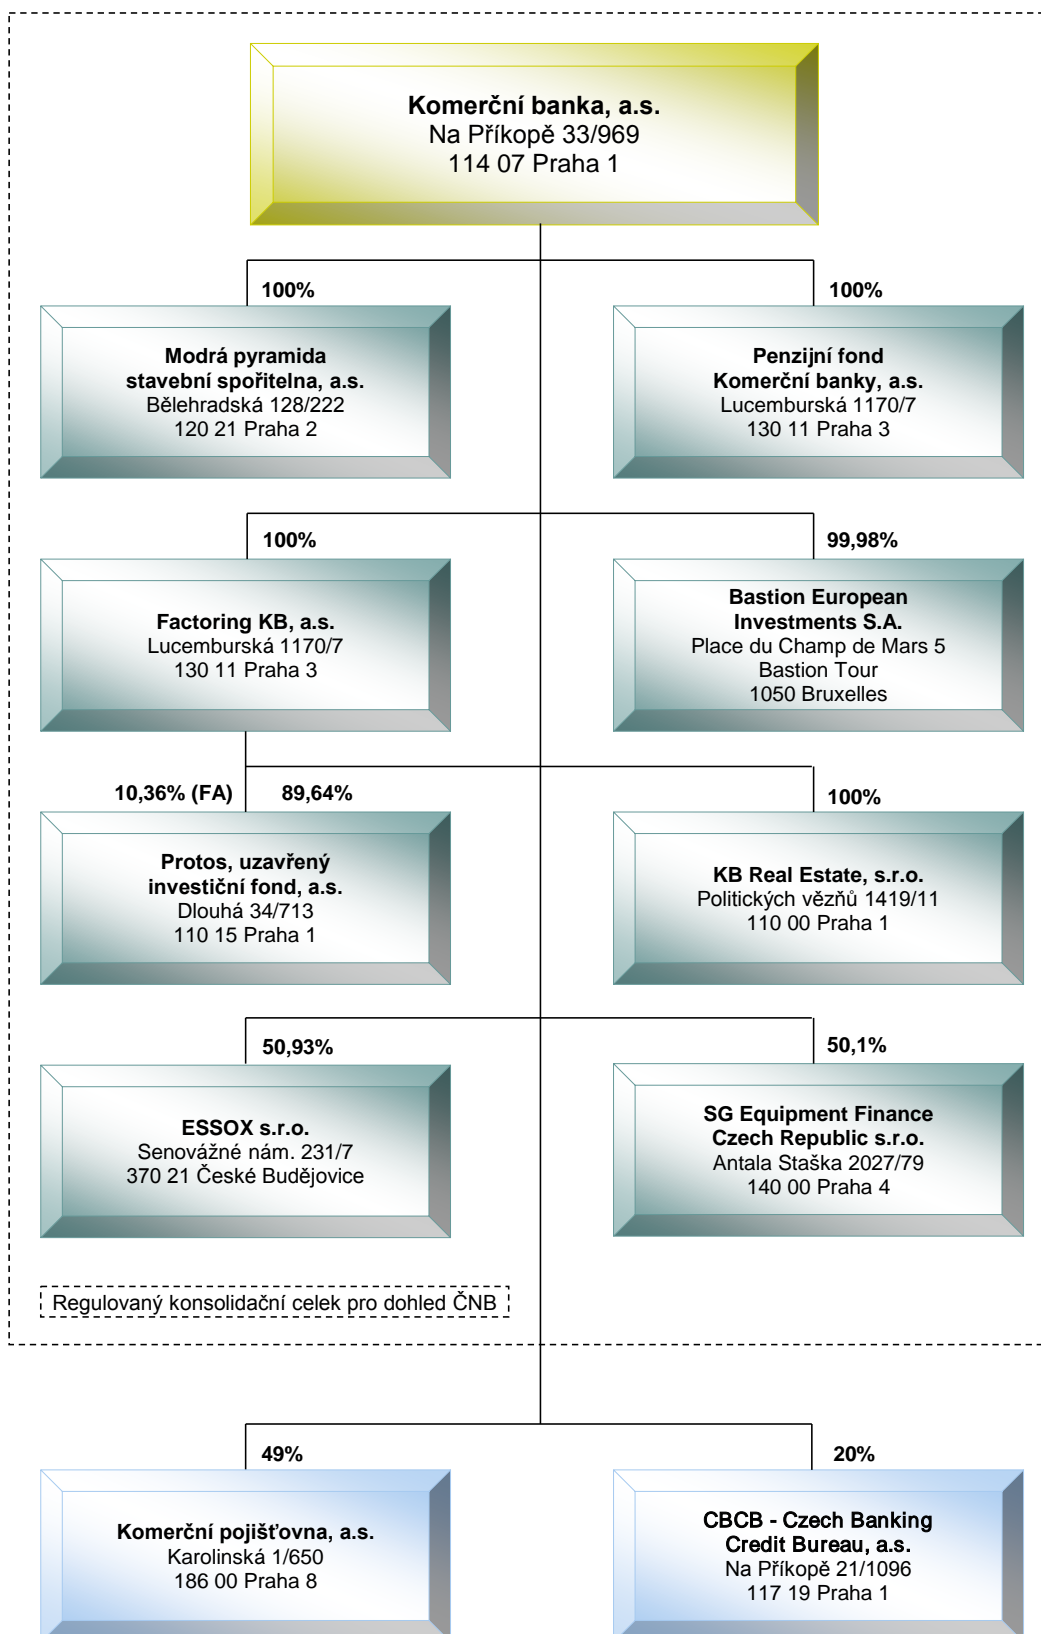 Komerční banka, a.s.
Na Příkopě 33/969
114 07 Praha 1
100%
Modrá pyramida
stavební spořitelna, a.s.
Bělehradská 128/222
120 21 Praha 2
100%
Penzijní fond
Komerční banky, a.s.
Lucemburská 1170/7
130 11 Praha 3
100%
Factoring KB, a.s.
Lucemburská 1170/7
130 11 Praha 3
99,98%
Bastion European
Investments S.A.
Place du Champ de Mars 5
Bastion Tour
1050 Bruxelles
10,36% (FA) 89,64%
Protos, uzavřený
investiční fond, a.s.
Dlouhá 34/713
110 15 Praha 1
100%
KB Real Estate, s.r.o.
Politických vězňů 1419/11
110 00 Praha 1
50,93%
ESSOX s.r.o.
Senovážné nám. 231/7
370 21 České Budějovice
50,1%
SG Equipment Finance
Czech Republic s.r.o.
Antala Staška 2027/79
140 00 Praha 4
Regulovaný konsolidační celek pro dohled ČNB
49%
Komerční pojišťovna, a.s.
Karolinská 1/650
186 00 Praha 8
20%
CBCB - Czech Banking
Credit Bureau, a.s.
Na Příkopě 21/1096
117 19 Praha 1